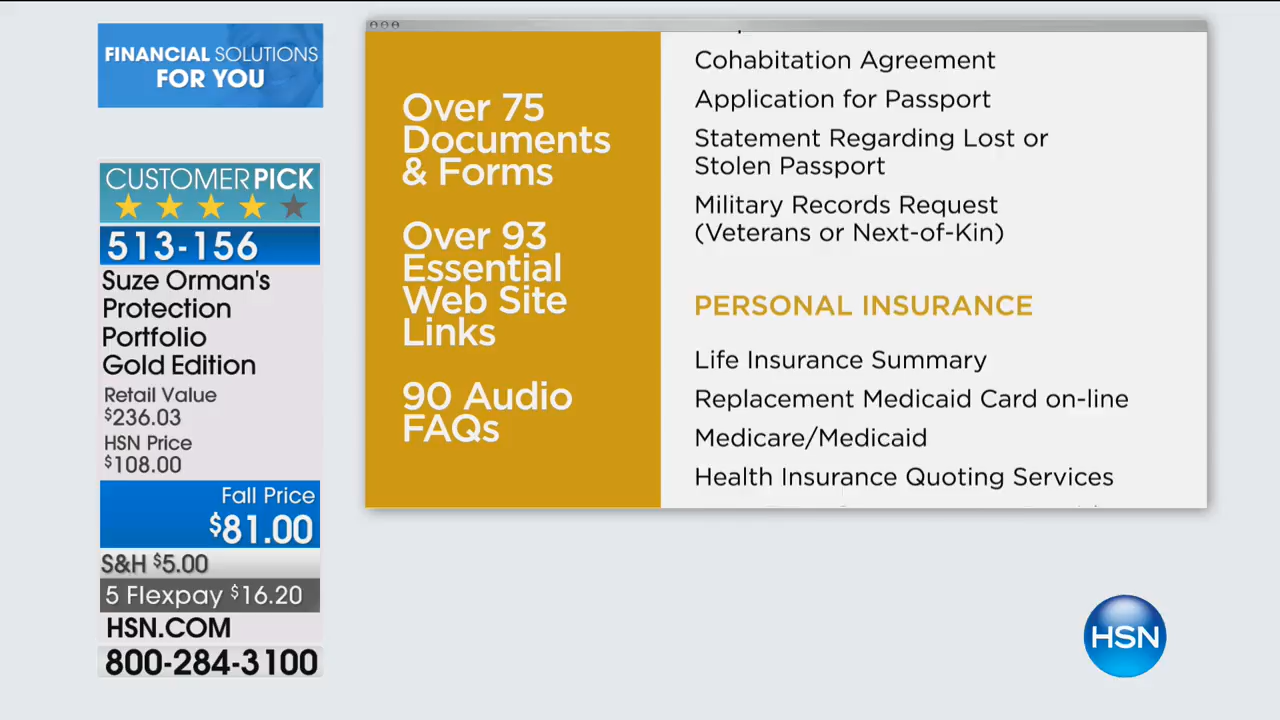 FINANCIAL SOLUTIONS
FOR YOU
CUSTOMER PICK
513-156
Suze Orman's
Protection
Portfolio
Gold Edition
Retail Value
$236.03
HSN Price
$108.00
Fall Price
$81.00
S&H $5.00
5 Flexpay $16.20
HSN.COM
800-284-3100
Over 75
Documents
& Forms
Over 93
Essential
Web Site
Links
90 Audio
FAQs
Cohabitation Agreement
Application for Passport
Statement Regarding Lost or
Stolen Passport
Military Records Request
(Veterans or Next-of-Kin)
PERSONAL INSURANCE
Life Insurance Summary
Replacement Medicaid Card on-line
Medicare/Medicaid
Health Insurance Quoting Services
HSN